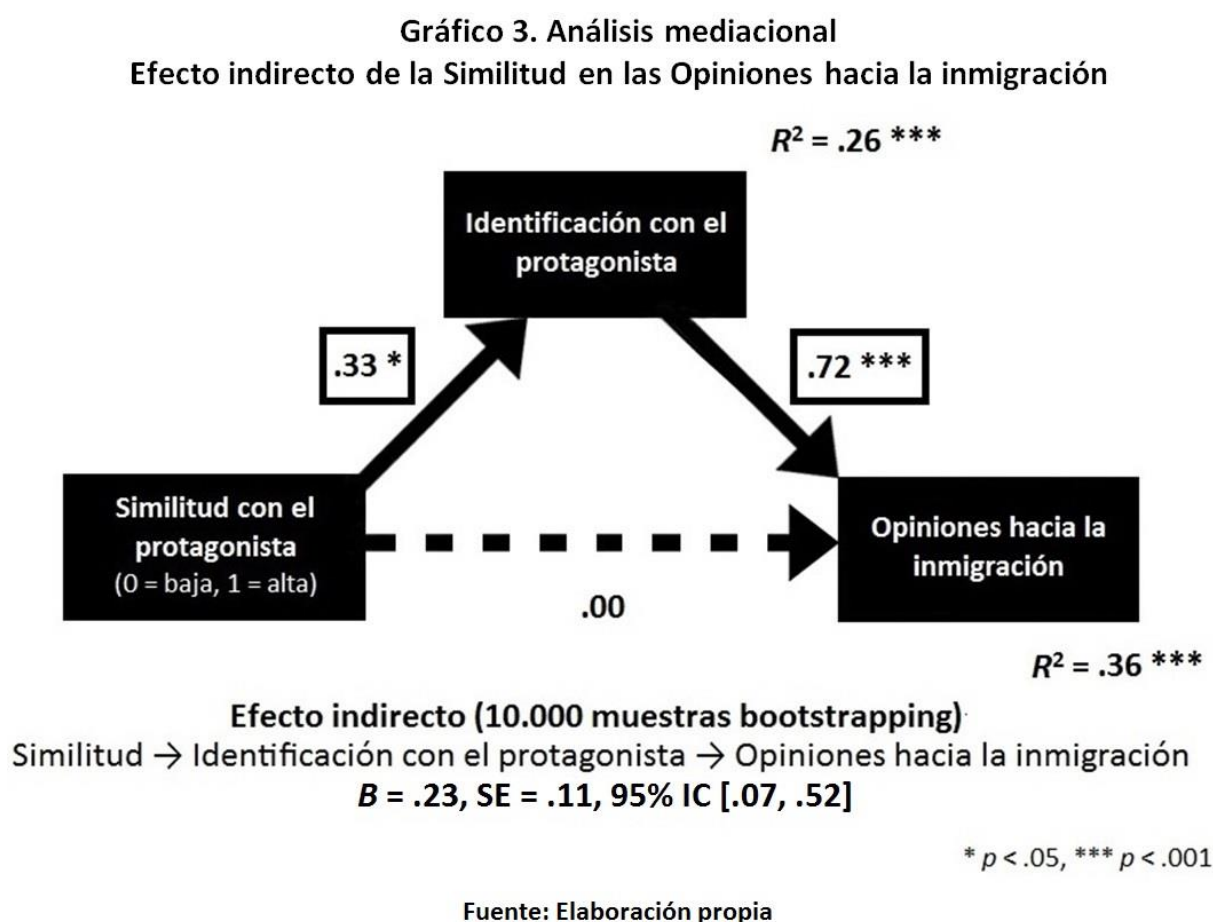 Gráfico 3. Análisis mediacional
Efecto indirecto de la Similitud en las Opiniones hacia la inmigración
R² = .26 ***
Identificación con el
protagonista
.33 *
.72 ***
Similitud con el
protagonista
(0 = baja, 1 = alta)
Opiniones hacia la
inmigración
.00
R² = .36 ***
Efecto indirecto (10.000 muestras bootstrapping)
Similitud → Identificación con el protagonista → Opiniones hacia la inmigración
B = .23, SE = .11, 95% IC [.07, .52]
* p < .05, *** p < .001
Fuente: Elaboración propia